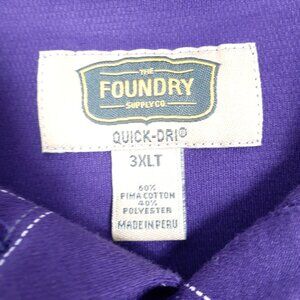 THE
FOUNDRY
SUPPLY CO.
QUICK-DRI®
3XLT
60%
PIMA COTTON
40%
POLYESTER
MADE IN PERU